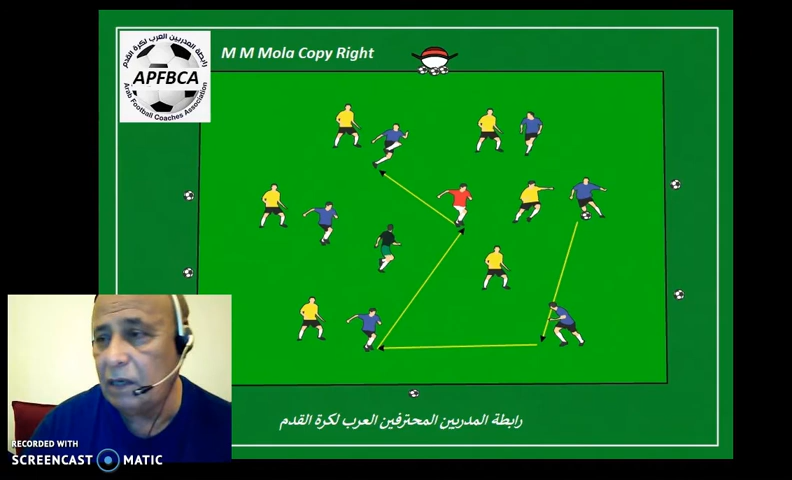 رابطة المدربين العرب لكرة القدم
APFBCA
Arab Football Coaches Association
M M Mola Copy Right
رابطة المدربين المحترفين العرب لكرة القدم
RECORDED WITH
SCREENCAST MATIC